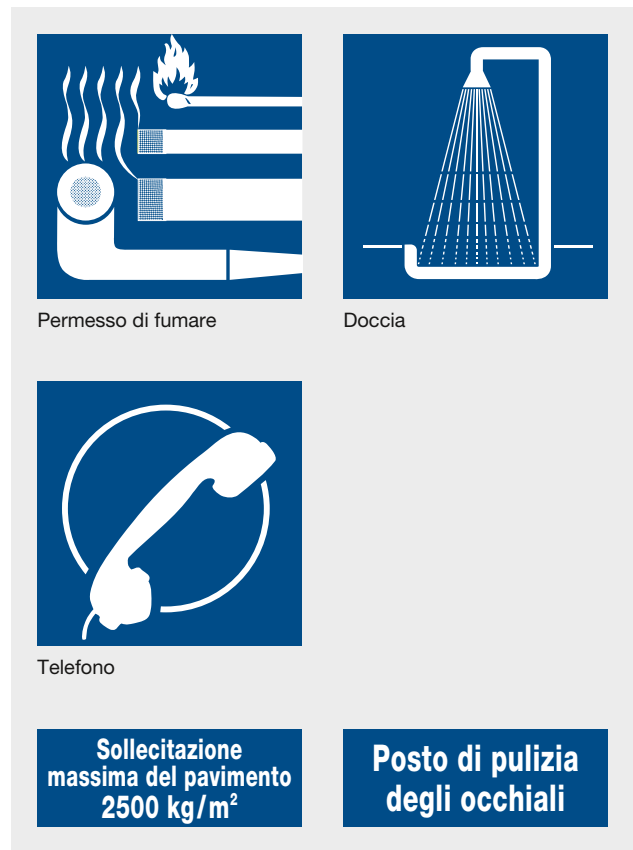 Permesso di fumare
Doccia
Telefono
Sollecitazione
massima del pavimento
2500 kg/m²
Posto di pulizia
degli occhiali